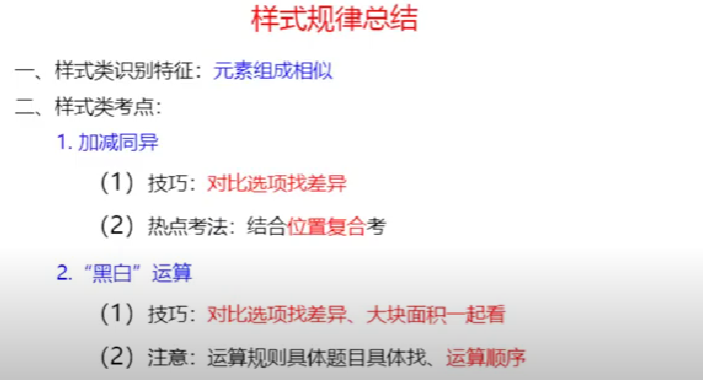 样式规律总结
一、样式类识别特征：元素组成相似
二、样式类考点：
1. 加减同异
（1）技巧：对比选项找差异
（2）热点考法：结合位置复合考
2.“黑白”运算
（1）技巧：对比选项找差异、大块面积一起看
（2）注意：运算规则具体题目具体找、运算顺序